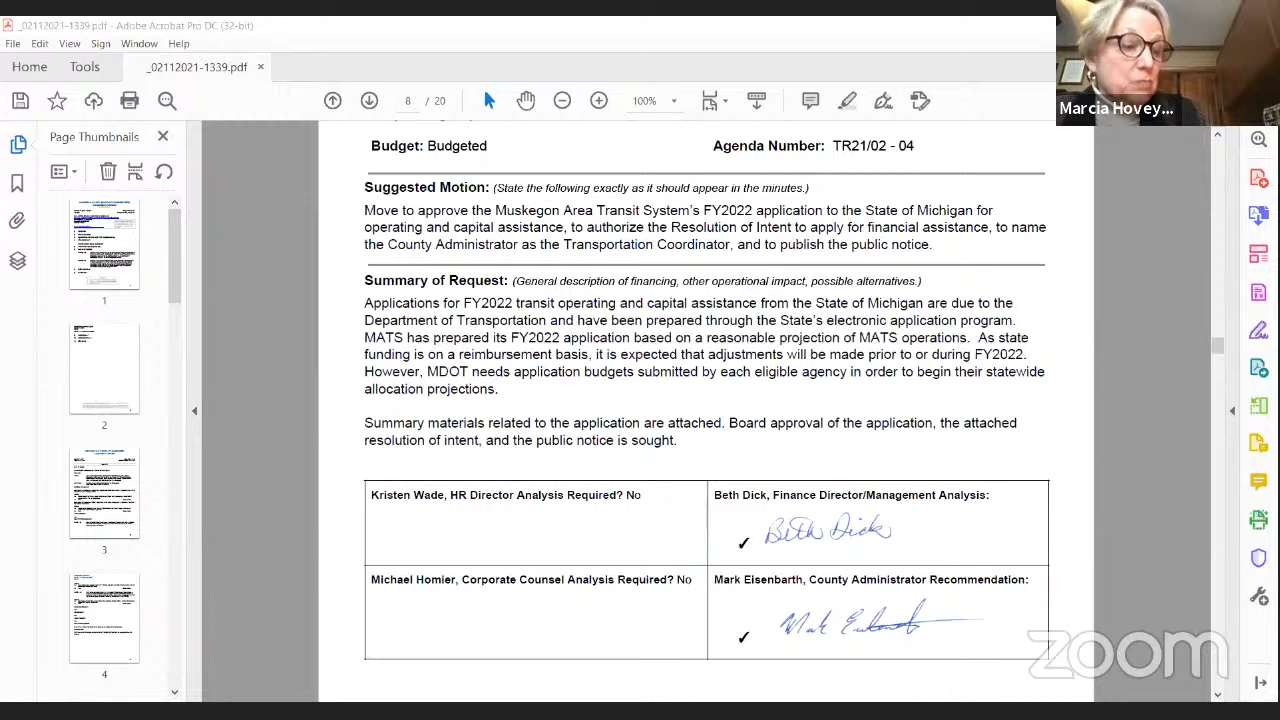 _02112021-1339.pdf - Adobe Acrobat Pro DC (32-bit)
File Edit View Sign Window Help
Home Tools _02112021-1339.pdf ×
8 / 20 100%
Marcia Hovey...
Page Thumbnails
1
2
3
4
Budget: Budgeted Agenda Number: TR21/02 - 04
Suggested Motion: (State the following exactly as it should appear in the minutes.)
Move to approve the Muskegon Area Transit System's FY2022 application to the State of Michigan for
operating and capital assistance, to authorize the Resolution of Intent to apply for financial assistance, to name
the County Administrator as the Transportation Coordinator, and to publish the public notice.
Summary of Request: (General description of financing, other operational impact, possible alternatives.)
Applications for FY2022 transit operating and capital assistance from the State of Michigan are due to the
Department of Transportation and have been prepared through the State's electronic application program.
MATS has prepared its FY2022 application based on a reasonable projection of MATS operations. As state
funding is on a reimbursement basis, it is expected that adjustments will be made prior to or during FY2022.
However, MDOT needs application budgets submitted by each eligible agency in order to begin their statewide
allocation projections.
Summary materials related to the application are attached. Board approval of the application, the attached
resolution of intent, and the public notice is sought.
Kristen Wade, HR Director Analysis Required? No
Beth Dick, Finance Director/Management Analysis:
✓ Beth Dick
Michael Homier, Corporate Counsel Analysis Required? No
Mark Eisenbarth, County Administrator Recommendation:
zoom